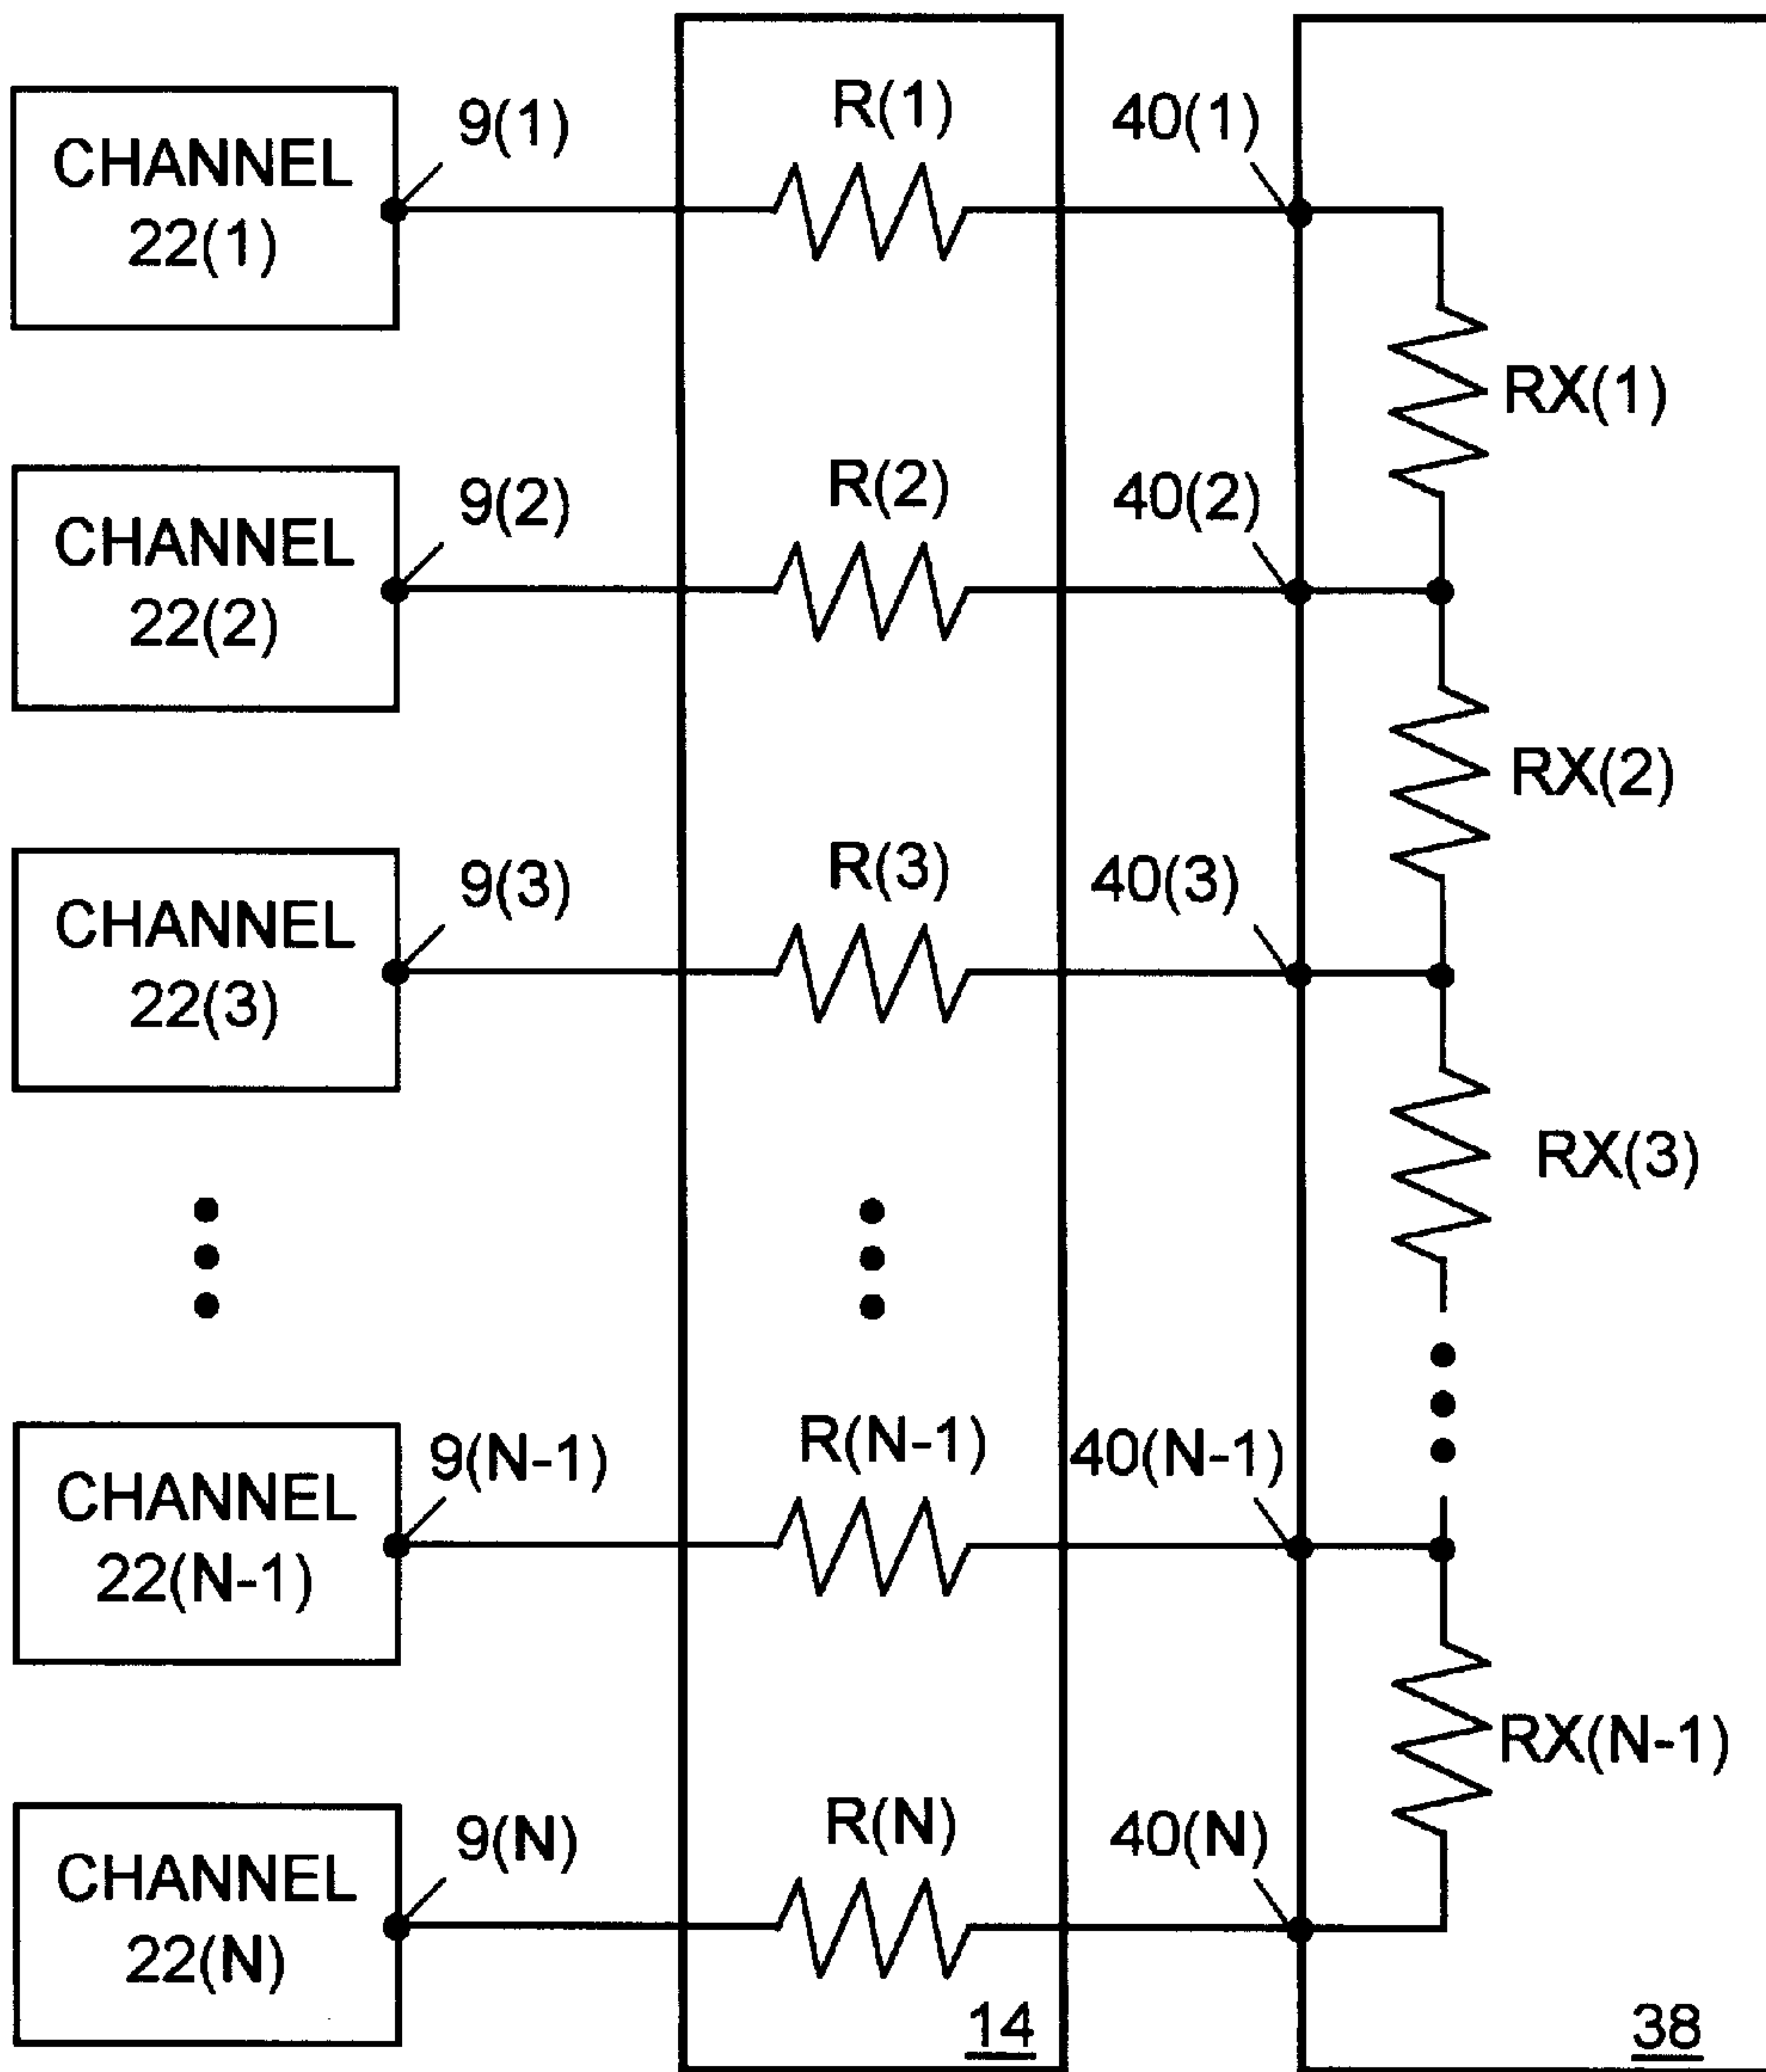 R(1)
9(1)
40(1)
CHANNEL
22(1)
RX(1)
R(2)
9(2)
40(2)
CHANNEL
22(2)
RX(2)
R(3)
9(3)
40(3)
CHANNEL
22(3)
RX(3)
R(N-1)
9(N-1)
40(N-1)
CHANNEL
22(N-1)
RX(N-1)
R(N)
9(N)
40(N)
CHANNEL
22(N)
14
38